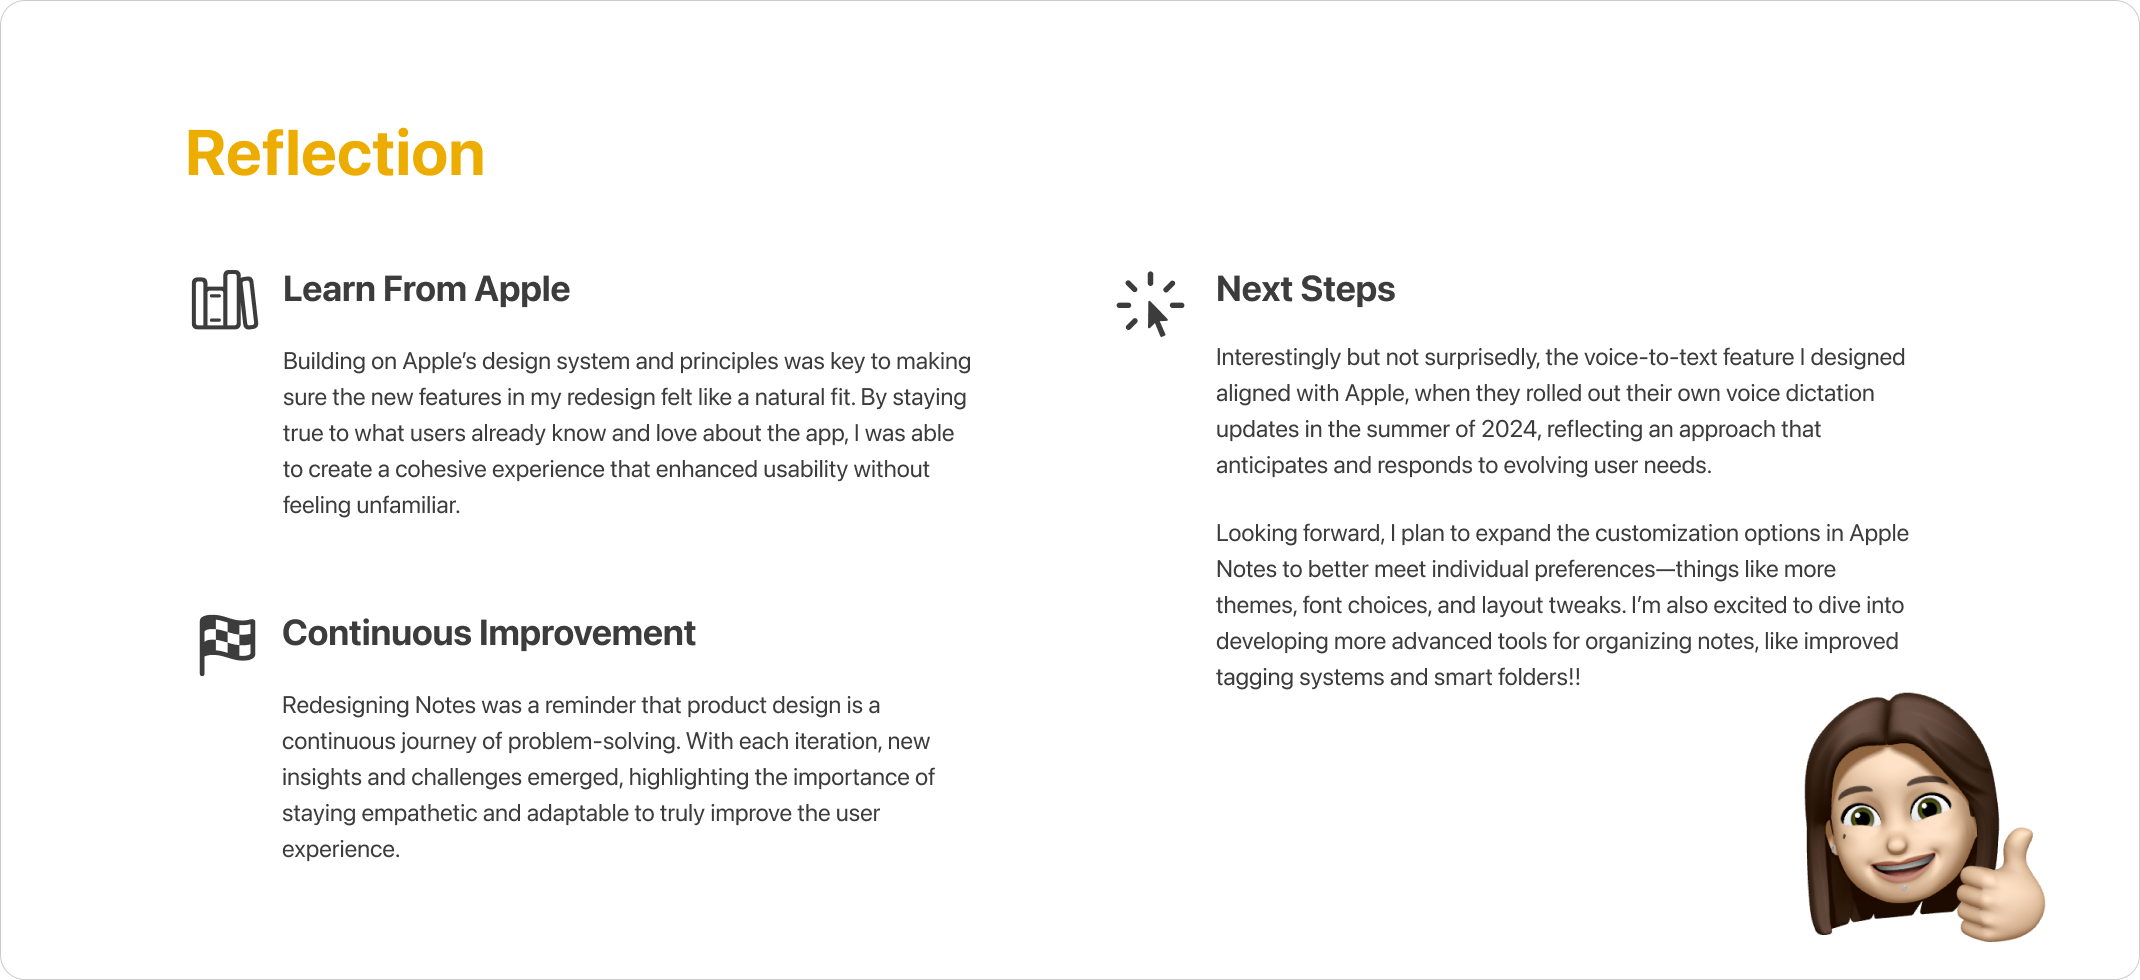 Reflection
Learn From Apple
Building on Apple’s design system and principles was key to making
sure the new features in my redesign felt like a natural fit. By staying
true to what users already know and love about the app, I was able
to create a cohesive experience that enhanced usability without
feeling unfamiliar.
Continuous Improvement
Redesigning Notes was a reminder that product design is a
continuous journey of problem-solving. With each iteration, new
insights and challenges emerged, highlighting the importance of
staying empathetic and adaptable to truly improve the user
experience.
Next Steps
Interestingly but not surprisedly, the voice-to-text feature I designed
aligned with Apple, when they rolled out their own voice dictation
updates in the summer of 2024, reflecting an approach that
anticipates and responds to evolving user needs.
Looking forward, I plan to expand the customization options in Apple
Notes to better meet individual preferences—things like more
themes, font choices, and layout tweaks. I’m also excited to dive into
developing more advanced tools for organizing notes, like improved
tagging systems and smart folders!!